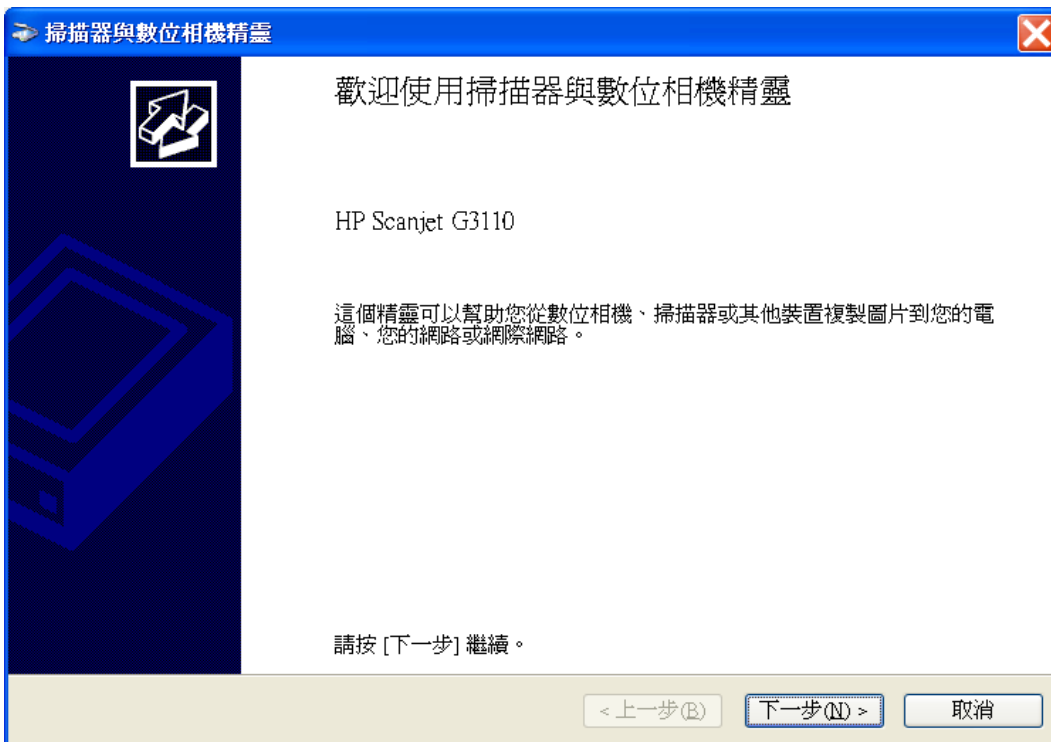 掃描器與數位相機精靈
歡迎使用掃描器與數位相機精靈
HP Scanjet G3110
這個精靈可以幫助您從數位相機、掃描器或其他裝置複製圖片到您的電
腦、您的網路或網際網路。
請按 [下一步] 繼續。
< 上一步(B) 下一步(N) > 取消